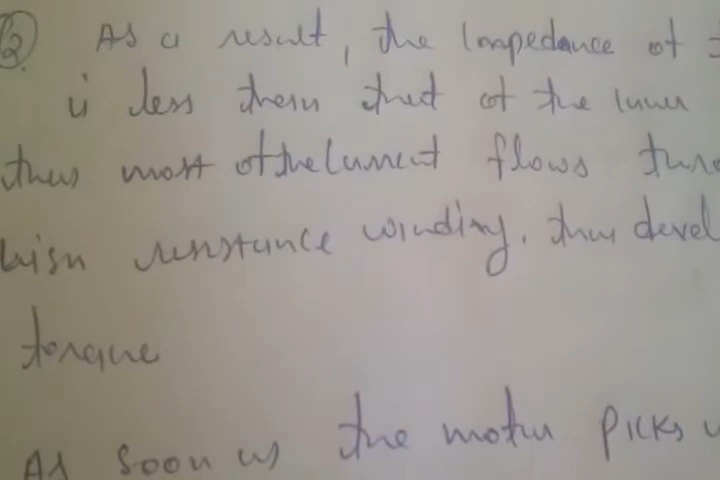 2. As a result, the Impedance of
is less than that of the inner
thus most of the current flows thro
high resistance winding. thus devel
torque
As soon as the motor picks u